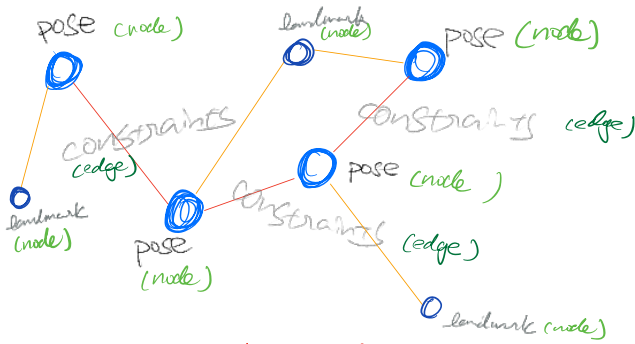 pose (node)
landmark
(node)
pose (node)
constraints
(edge)
constraints (edge)
landmark
(node)
pose
(node)
constraints
(edge)
pose
(node)
landmark (node)